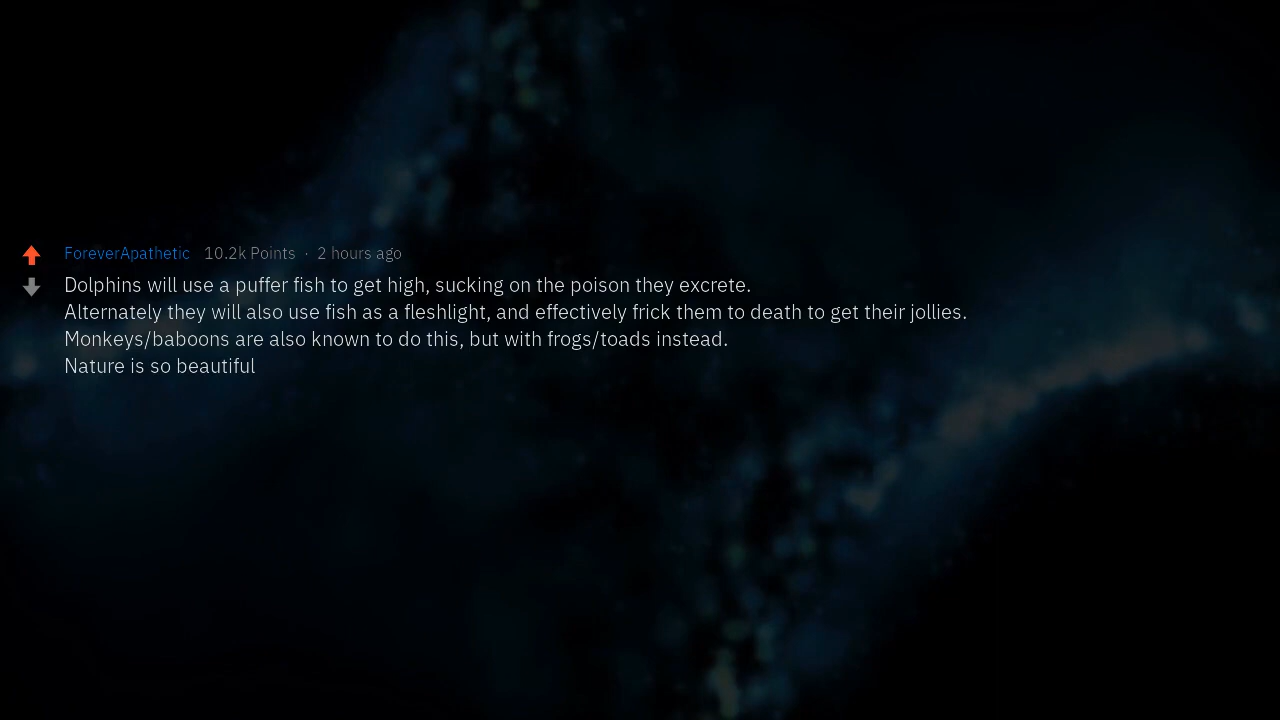 ForeverApathetic 10.2k Points · 2 hours ago
Dolphins will use a puffer fish to get high, sucking on the poison they excrete.
Alternately they will also use fish as a fleshlight, and effectively frick them to death to get their jollies.
Monkeys/baboons are also known to do this, but with frogs/toads instead.
Nature is so beautiful